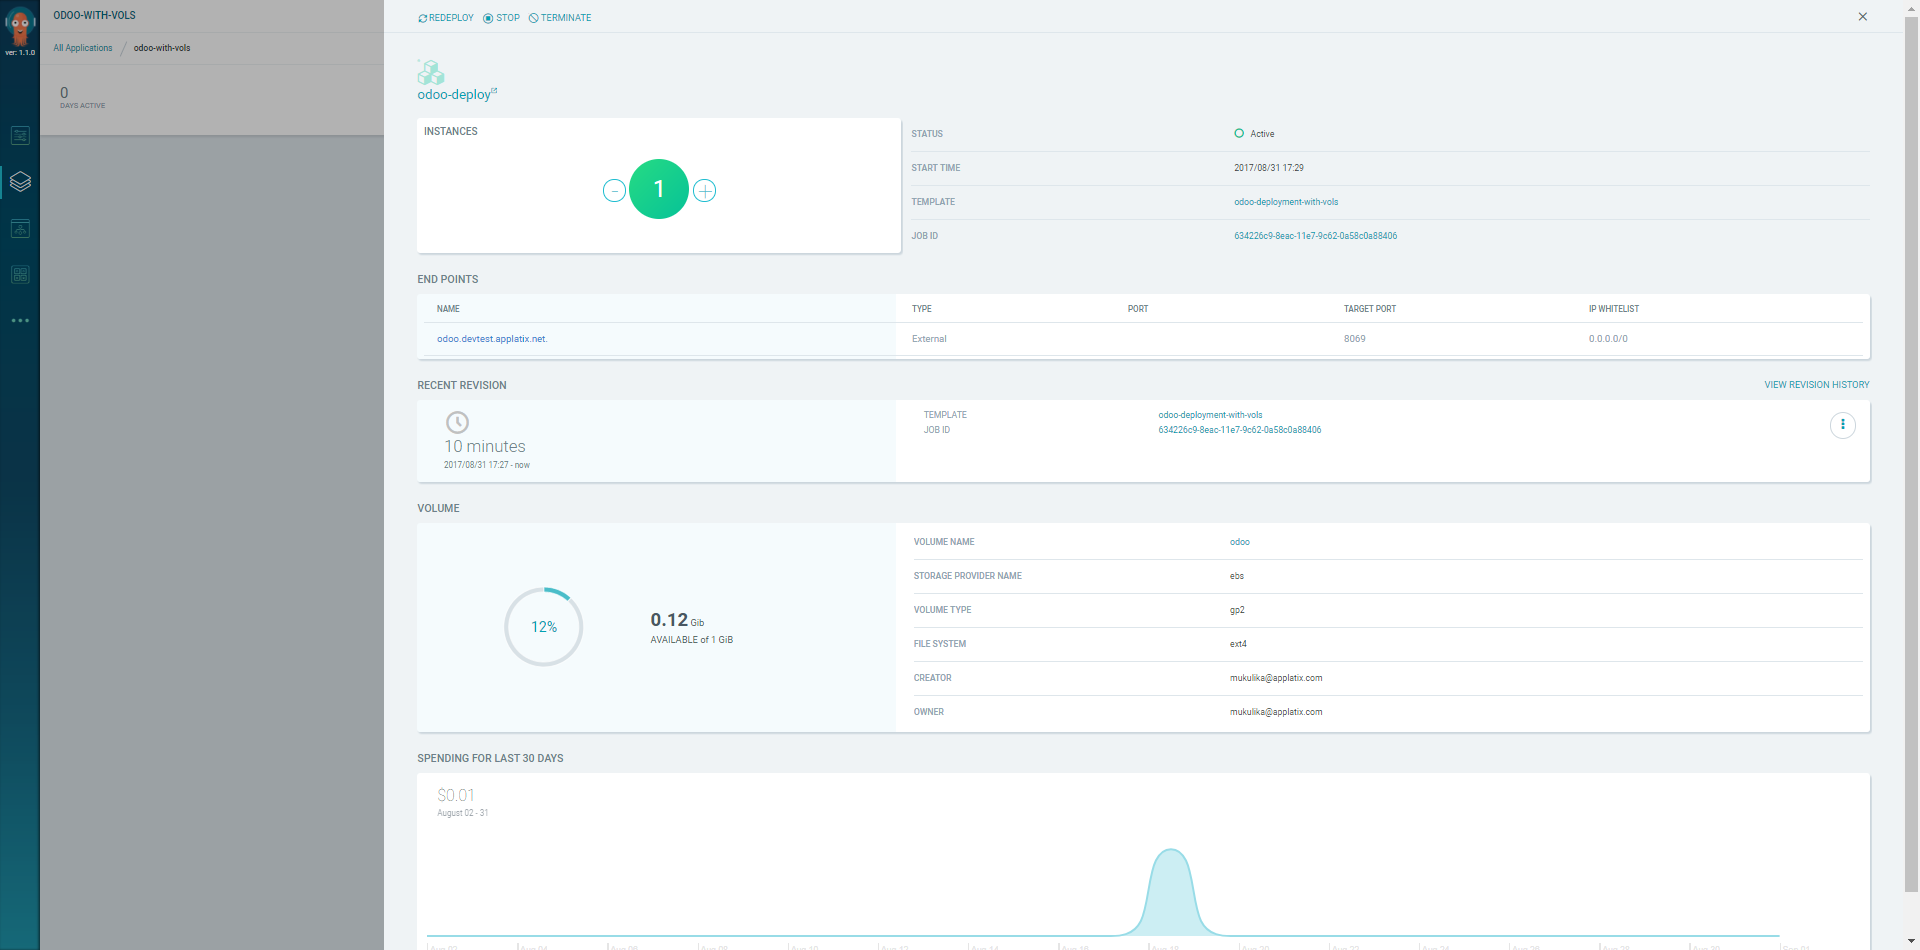 ver: 1.1.0
ODOO-WITH-VOLS
All Applications / odoo-with-vols
0
DAYS ACTIVE
REDEPLOY STOP TERMINATE
odoo-deploy
INSTANCES
- 1 +
STATUS Active
START TIME 2017/08/31 17:29
TEMPLATE odoo-deployment-with-vols
JOB ID 634226c9-8eac-11e7-9c62-0a58c0a88406
END POINTS
NAME TYPE PORT TARGET PORT IP WHITELIST
odoo.devtest.applatix.net. External 8069 0.0.0.0/0
RECENT REVISION VIEW REVISION HISTORY
10 minutes
2017/08/31 17:27 - now
TEMPLATE odoo-deployment-with-vols
JOB ID 634226c9-8eac-11e7-9c62-0a58c0a88406
VOLUME
12%
0.12 Gib
AVAILABLE of 1 GiB
VOLUME NAME odoo
STORAGE PROVIDER NAME ebs
VOLUME TYPE gp2
FILE SYSTEM ext4
CREATOR mukulika@applatix.com
OWNER mukulika@applatix.com
SPENDING FOR LAST 30 DAYS
$0.01
August 02 - 31